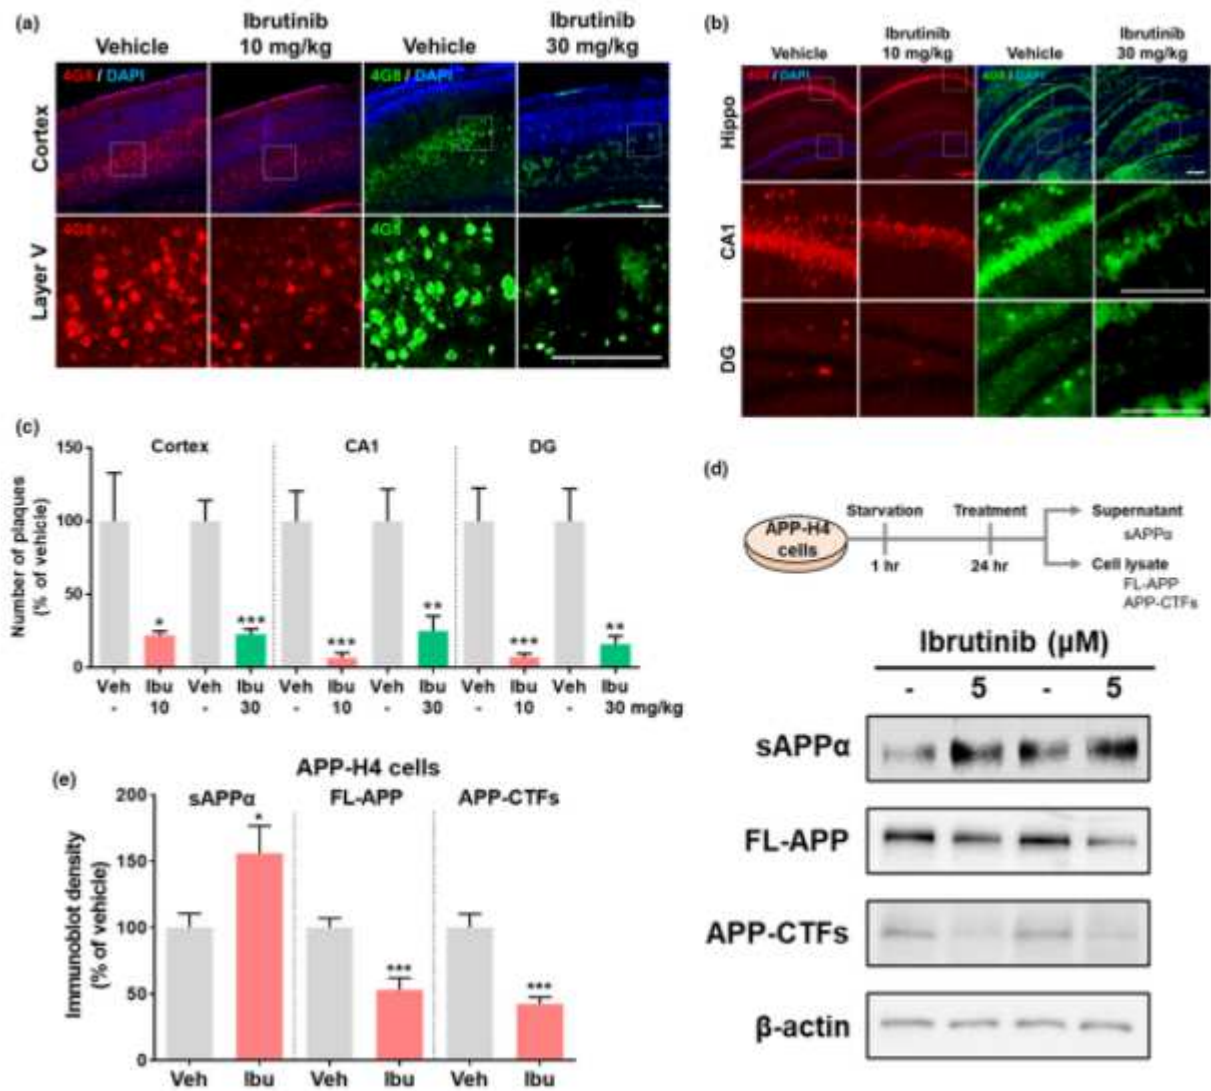 (a)
Vehicle
Ibrutinib
10 mg/kg
Vehicle
Ibrutinib
30 mg/kg
4G8 / DAPI
4G8 / DAPI
Cortex
4G8
4G8
Layer V
(b)
Vehicle
Ibrutinib
10 mg/kg
Vehicle
Ibrutinib
30 mg/kg
4G8 / DAPI
4G8 / DAPI
Hippo
CA1
DG
(c)
Cortex
CA1
DG
Number of plaques
(% of vehicle)
150
100
50
0
* *** *** ** *** **
Veh Ibu Veh Ibu Veh Ibu Veh Ibu Veh Ibu Veh Ibu
- 10 - 30 - 10 - 30 - 10 - 30 mg/kg
(d)
APP-H4
cells
Starvation
1 hr
Treatment
24 hr
Supernatant
sAPPα
Cell lysate
FL-APP
APP-CTFs
Ibrutinib (µM)
- 5 - 5
sAPPα
FL-APP
APP-CTFs
β-actin
(e)
APP-H4 cells
sAPPα FL-APP APP-CTFs
Immunoblot density
(% of vehicle)
200
150
100
50
0
* *** ***
Veh Ibu Veh Ibu Veh Ibu